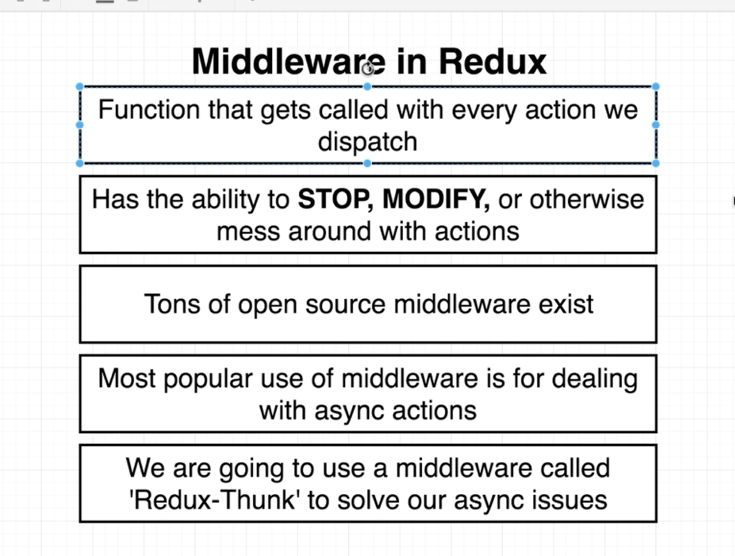 Middleware in Redux
Function that gets called with every action we
dispatch
Has the ability to STOP, MODIFY, or otherwise
mess around with actions
Tons of open source middleware exist
Most popular use of middleware is for dealing
with async actions
We are going to use a middleware called
'Redux-Thunk' to solve our async issues